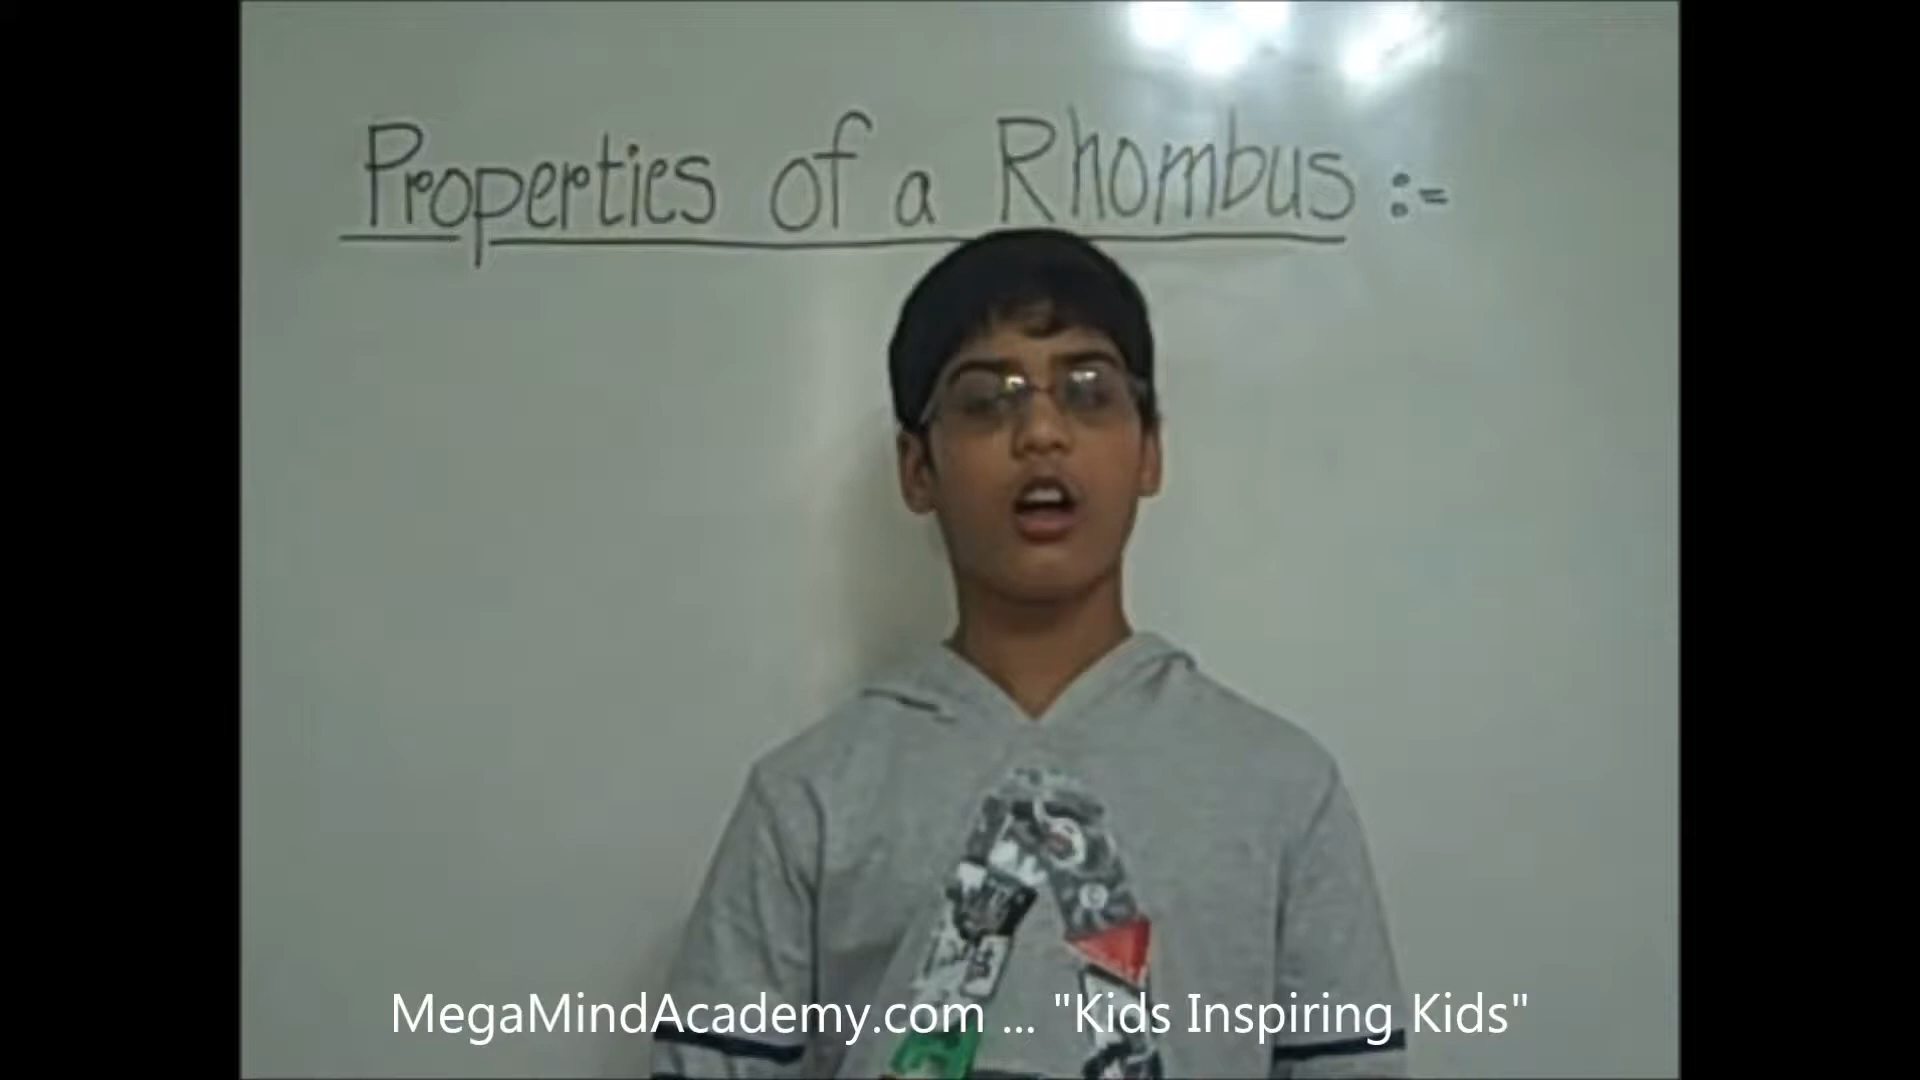 Properties of a Rhombus :-
MegaMindAcademy.com ... "Kids Inspiring Kids"